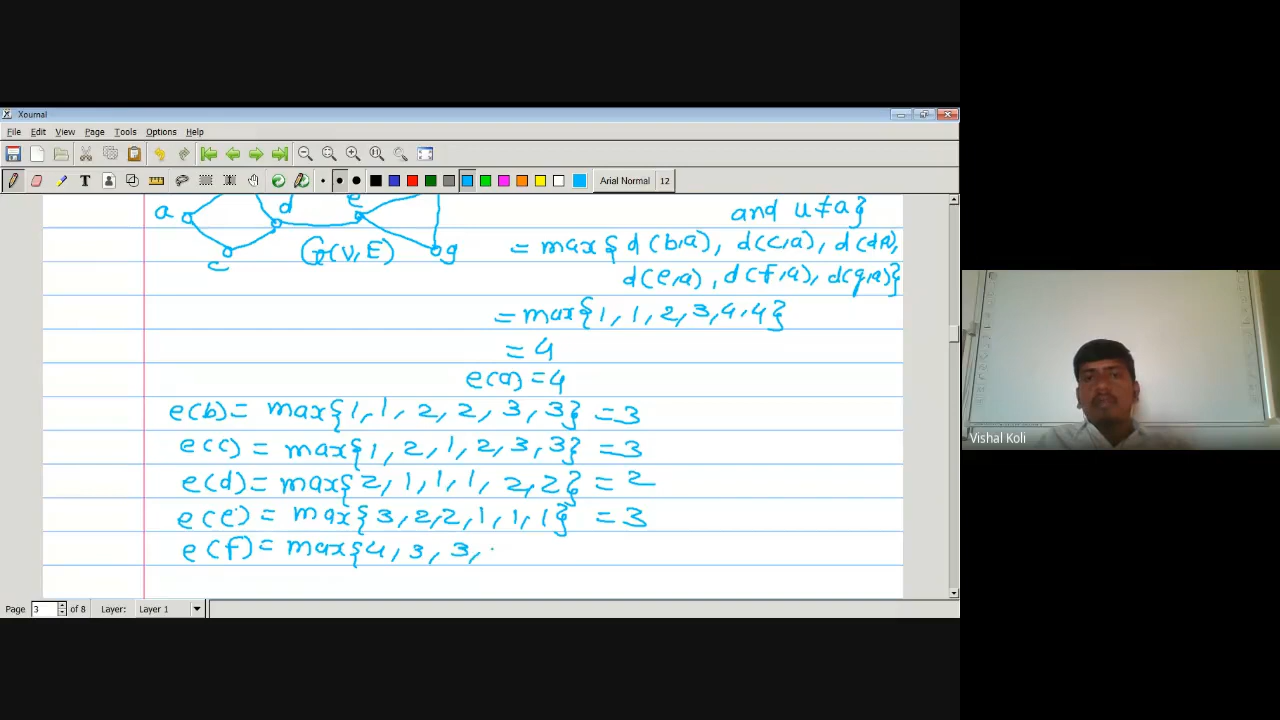 Xournal
File Edit View Page Tools Options Help
Arial Normal 12
a d e
c G(V,E) g
and u≠a}
= max{ d(b,a), d(c,a), d(d,a),
d(e,a), d(f,a), d(g,a)}
= max{1, 1, 2, 3, 4, 4}
= 4
e(a) = 4
e(b) = max{1, 1, 2, 2, 3, 3} = 3
e(c) = max{1, 2, 1, 2, 3, 3} = 3
e(d) = max{2, 1, 1, 1, 2, 2} = 2
e(e) = max{3, 2, 2, 1, 1, 1} = 3
e(f) = max{4, 3, 3,
Page 3 of 8 Layer: Layer 1
Vishal Koli